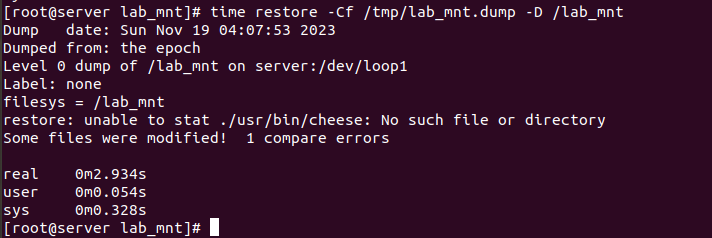 [root@server lab_mnt]# time restore -Cf /tmp/lab_mnt.dump -D /lab_mnt
Dump   date: Sun Nov 19 04:07:53 2023
Dumped from: the epoch
Level 0 dump of /lab_mnt on server:/dev/loop1
Label: none
filesys = /lab_mnt
restore: unable to stat ./usr/bin/cheese: No such file or directory
Some files were modified!  1 compare errors

real    0m2.934s
user    0m0.054s
sys     0m0.328s
[root@server lab_mnt]#